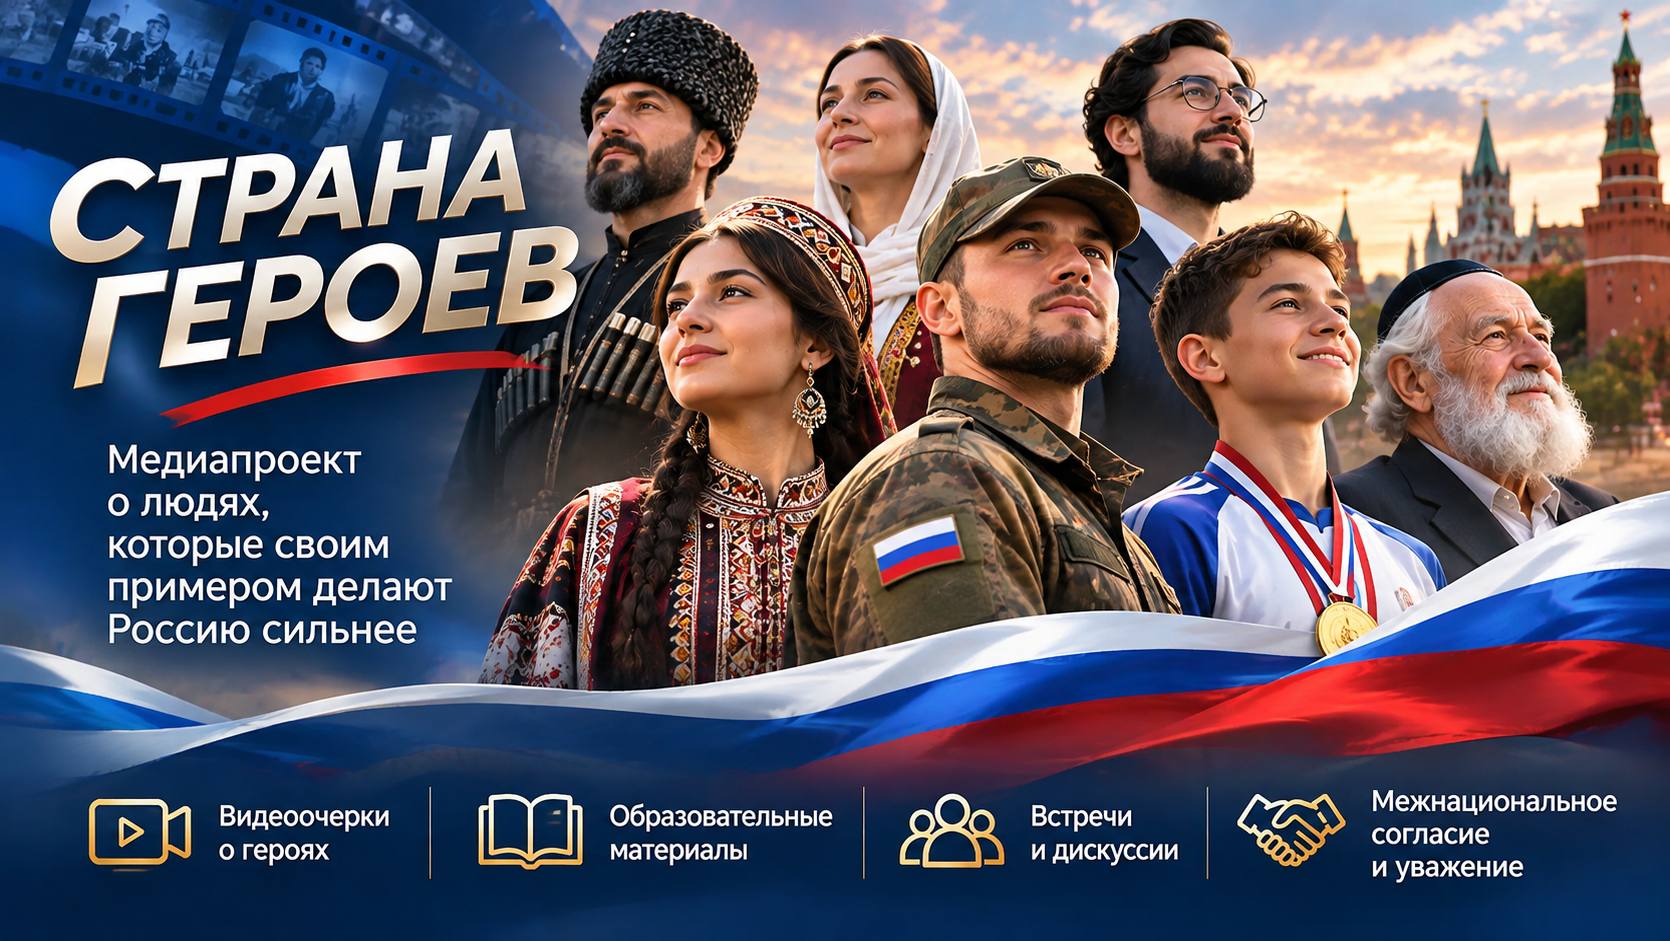 СТРАНА
ГЕРОЕВ
Медиапроект
о людях,
которые своим
примером делают
Россию сильнее
Видеоочерки
о героях
Образовательные
материалы
Встречи
и дискуссии
Межнациональное
согласие
и уважение